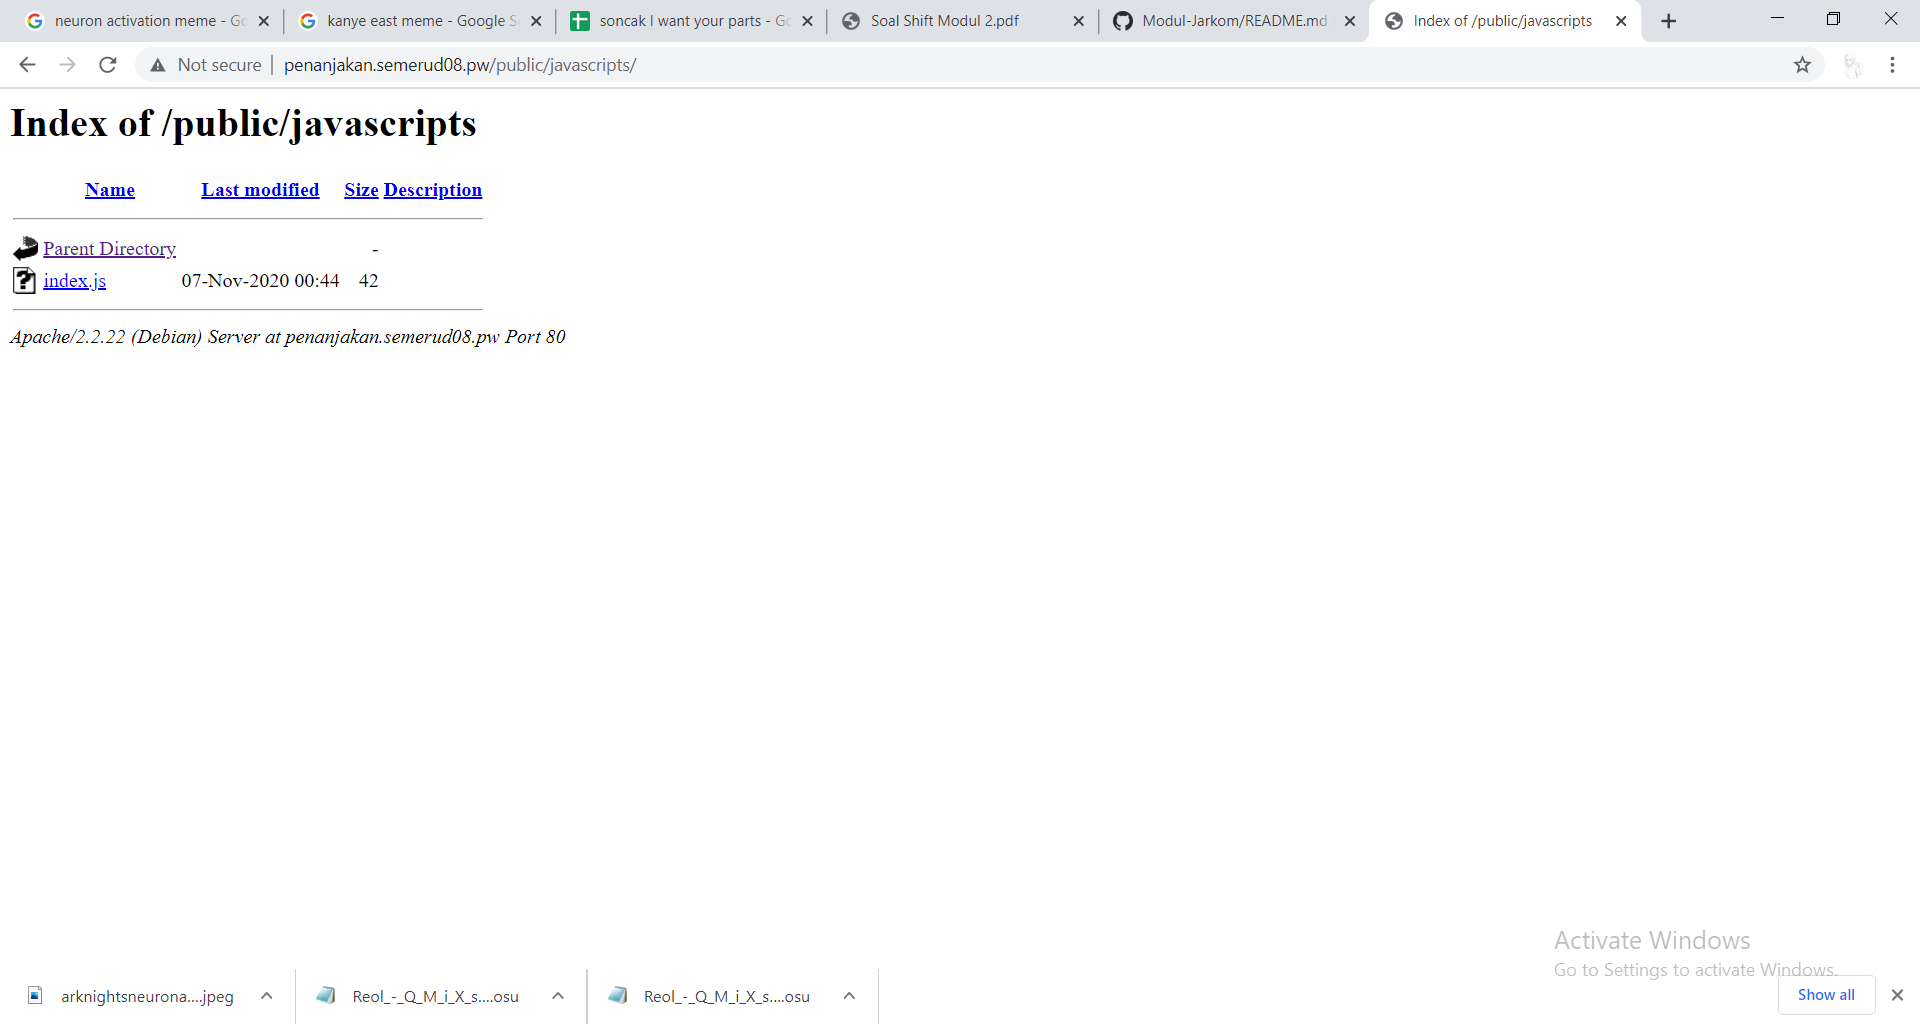 neuron activation meme - Go
kanye east meme - Google S
soncak I want your parts - Go
Soal Shift Modul 2.pdf
Modul-Jarkom/README.md
Index of /public/javascripts
Not secure
penanjakan.semerud08.pw/public/javascripts/
Index of /public/javascripts
Name Last modified Size Description
Parent Directory -
index.js 07-Nov-2020 00:44 42
Apache/2.2.22 (Debian) Server at penanjakan.semerud08.pw Port 80
Activate Windows
Go to Settings to activate Windows.
arknightsneurona....jpeg
Reol_-_Q_M_i_X_s....osu
Reol_-_Q_M_i_X_s....osu
Show all